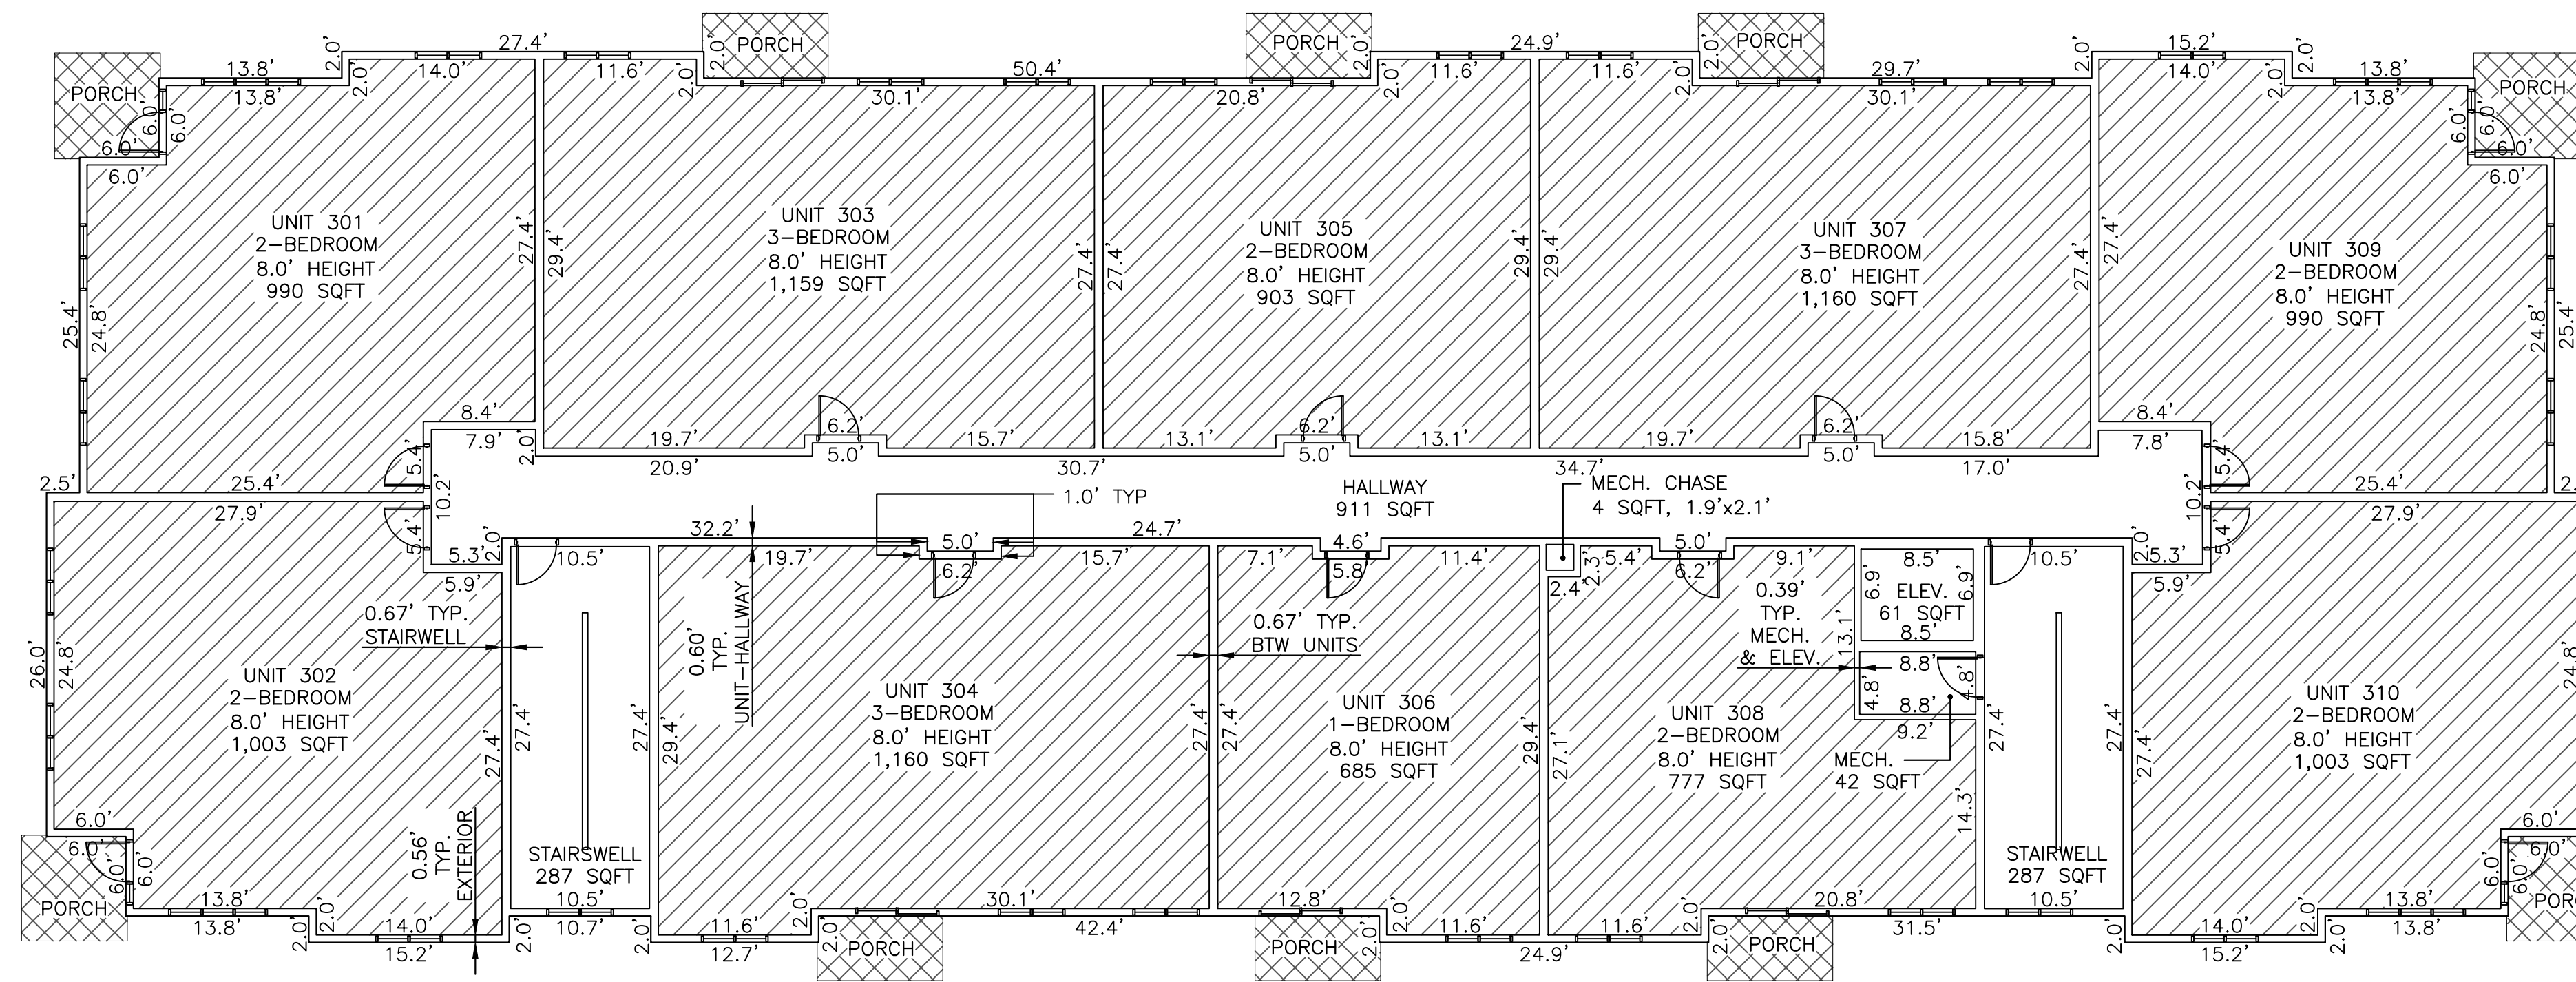 27.4'
PORCH
PORCH
PORCH
24.9'
15.2'
2.0'
2.0'
2.0'
2.0'
2.0'
2.0'
13.8'
14.0'
11.6'
50.4'
11.6'
11.6'
29.7'
14.0'
13.8'
PORCH
13.8'
2.0'
2.0'
30.1'
20.8'
2.0'
2.0'
30.1'
2.0'
13.8'
PORCH
6.0'
6.0'
6.0'
6.0'
6.0'
6.0'
6.0'
6.0'
UNIT 301
2-BEDROOM
8.0' HEIGHT
990 SQFT
UNIT 303
3-BEDROOM
8.0' HEIGHT
1,159 SQFT
UNIT 305
2-BEDROOM
8.0' HEIGHT
903 SQFT
UNIT 307
3-BEDROOM
8.0' HEIGHT
1,160 SQFT
UNIT 309
2-BEDROOM
8.0' HEIGHT
990 SQFT
25.4'
24.8'
27.4'
29.4'
27.4'
27.4'
29.4'
29.4'
27.4'
27.4'
24.8'
25.4'
8.4'
7.9'
2.0'
19.7'
6.2'
15.7'
13.1'
6.2'
13.1'
19.7'
6.2'
15.8'
8.4'
7.8'
5.4'
20.9'
5.0'
30.7'
5.0'
34.7'
5.0'
17.0'
5.4'
2.5'
25.4'
10.2'
1.0' TYP
HALLWAY
911 SQFT
MECH. CHASE
4 SQFT, 1.9'x2.1'
10.2'
25.4'
27.9'
5.4'
5.3'
2.0'
32.2'
5.0'
24.7'
4.6'
5.0'
2.0'
5.3'
5.4'
27.9'
5.9'
10.5'
19.7'
6.2'
15.7'
7.1'
5.8'
11.4'
2.4'
2.3'
5.4'
6.2'
9.1'
8.5'
10.5'
5.9'
0.67' TYP.
STAIRWELL
0.60'
TYP.
UNIT-HALLWAY
0.67' TYP.
BTW UNITS
0.39'
TYP.
MECH.
& ELEV.
13.1'
6.9'
ELEV.
61 SQFT
6.9'
8.5'
8.8'
4.8'
4.8'
8.8'
9.2'
MECH.
42 SQFT
26.0'
24.8'
UNIT 302
2-BEDROOM
8.0' HEIGHT
1,003 SQFT
27.4'
27.4'
27.4'
29.4'
UNIT 304
3-BEDROOM
8.0' HEIGHT
1,160 SQFT
27.4'
27.4'
UNIT 306
1-BEDROOM
8.0' HEIGHT
685 SQFT
29.4'
27.1'
UNIT 308
2-BEDROOM
8.0' HEIGHT
777 SQFT
14.3'
27.4'
27.4'
27.4'
UNIT 310
2-BEDROOM
8.0' HEIGHT
1,003 SQFT
24.8'
6.0'
6.0'
6.0'
6.0'
0.56'
TYP.
EXTERIOR
STAIRSWELL
287 SQFT
STAIRWELL
287 SQFT
6.0'
6.0'
6.0'
6.0'
PORCH
13.8'
2.0'
14.0'
10.5'
11.6'
2.0'
30.1'
12.8'
2.0'
11.6'
11.6'
2.0'
20.8'
10.5'
14.0'
2.0'
13.8'
13.8'
2.0'
15.2'
2.0'
10.7'
2.0'
12.7'
2.0'
PORCH
42.4'
PORCH
2.0'
24.9'
2.0'
PORCH
31.5'
2.0'
15.2'
2.0'
13.8'